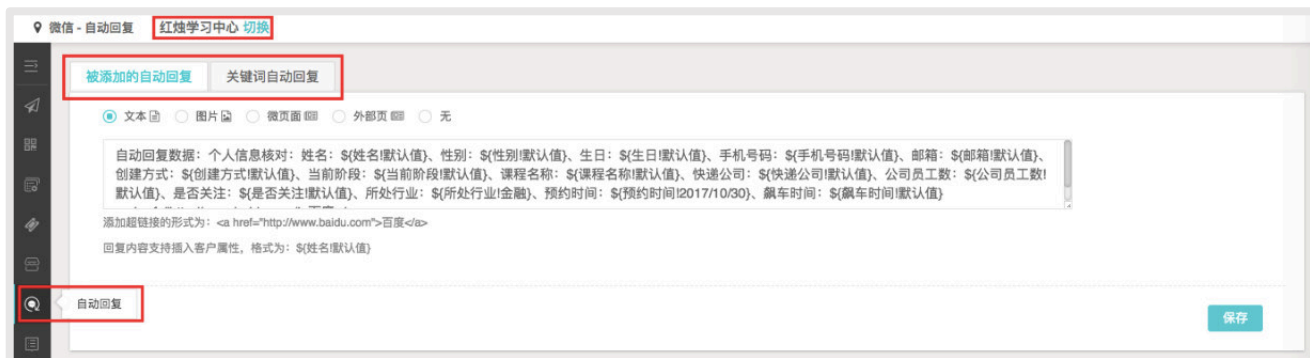 微信 - 自动回复 红烛学习中心 切换
被添加的自动回复 关键词自动回复
文本 图片 微页面 外部页 无
自动回复数据：个人信息核对：姓名：${姓名!默认值}、性别：${性别!默认值}、生日：${生日!默认值}、手机号码：${手机号码!默认值}、邮箱：${邮箱!默认值}、
创建方式：${创建方式!默认值}、当前阶段：${当前阶段!默认值}、课程名称：${课程名称!默认值}、快递公司：${快递公司!默认值}、公司员工数：${公司员工数!
默认值}、是否关注：${是否关注!默认值}、所处行业：${所处行业!金融}、预约时间：${预约时间!2017/10/30}、飙车时间：${飙车时间!默认值}
添加超链接的形式为：<a href="http://www.baidu.com">百度</a>
回复内容支持插入客户属性，格式为：${姓名!默认值}
自动回复
保存